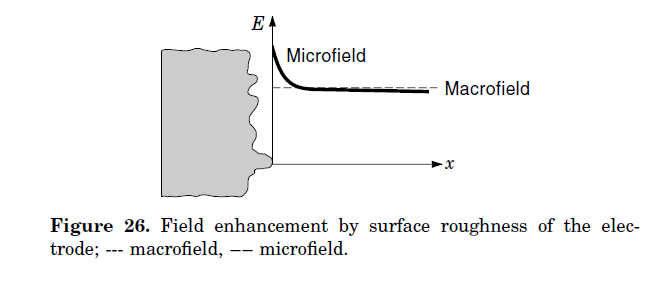 E
Microfield
Macrofield
x
Figure 26. Field enhancement by surface roughness of the elec-
trode; --- macrofield, –– microfield.